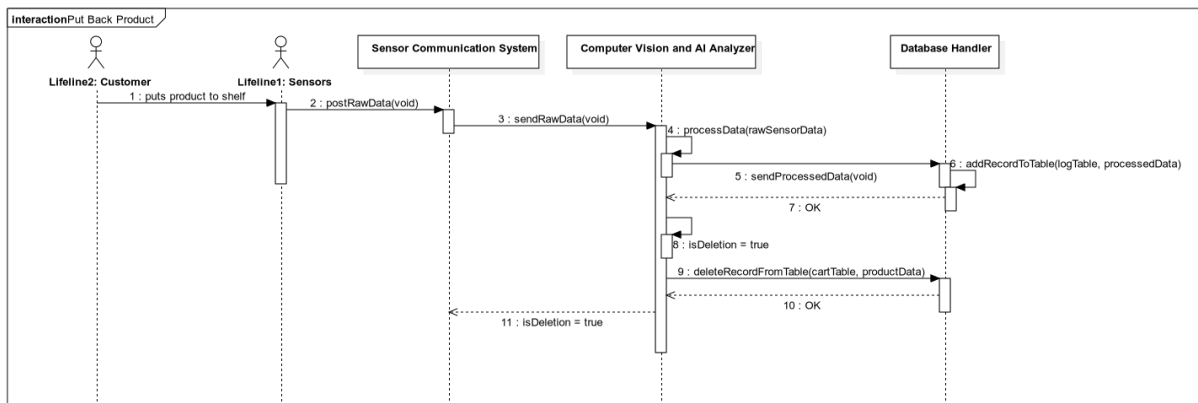 interactionPut Back Product
Sensor Communication System
Computer Vision and AI Analyzer
Database Handler
Lifeline2: Customer
Lifeline1: Sensors
1 : puts product to shelf
2 : postRawData(void)
3 : sendRawData(void)
4 : processData(rawSensorData)
6 : addRecordToTable(logTable, processedData)
5 : sendProcessedData(void)
7 : OK
8 : isDeletion = true
9 : deleteRecordFromTable(cartTable, productData)
10 : OK
11 : isDeletion = true